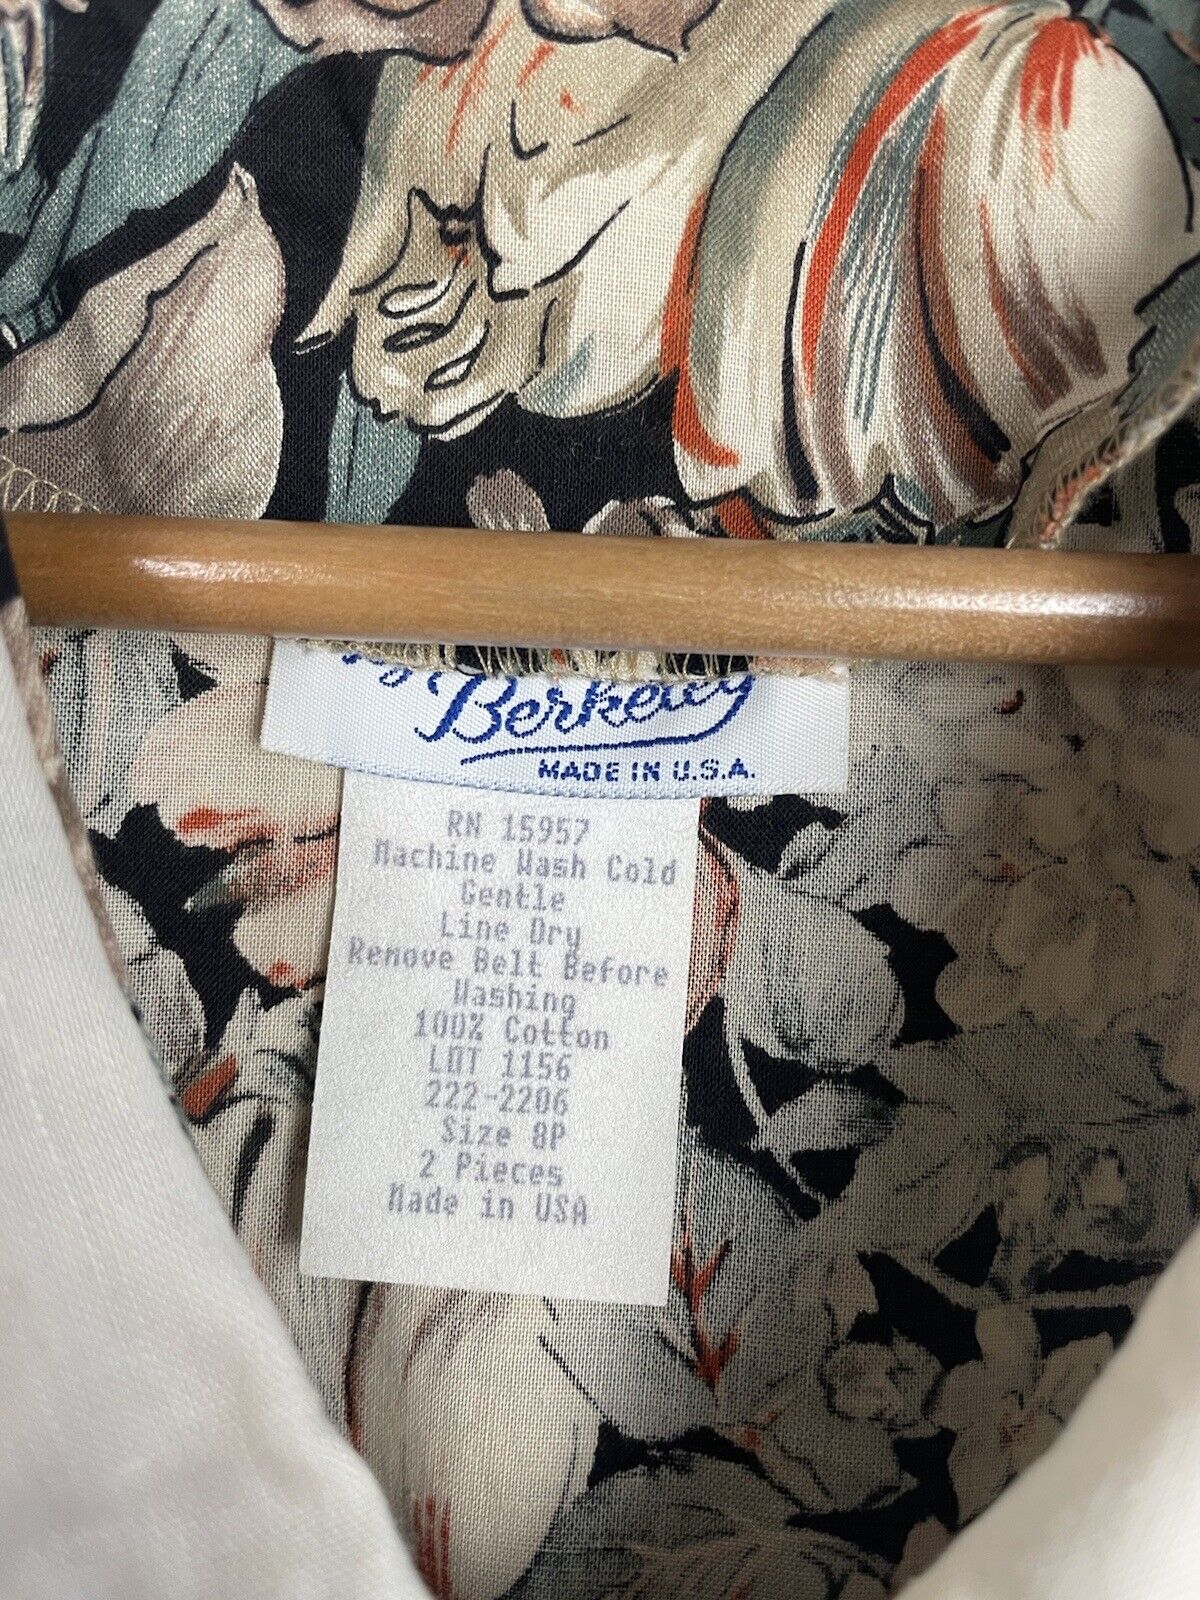 by Berkeley
MADE IN U.S.A.
RN 15957
Machine Wash Cold
Gentle
Line Dry
Remove Belt Before
Washing
100% Cotton
LOT 1156
222-2206
Size 8P
2 Pieces
Made in USA